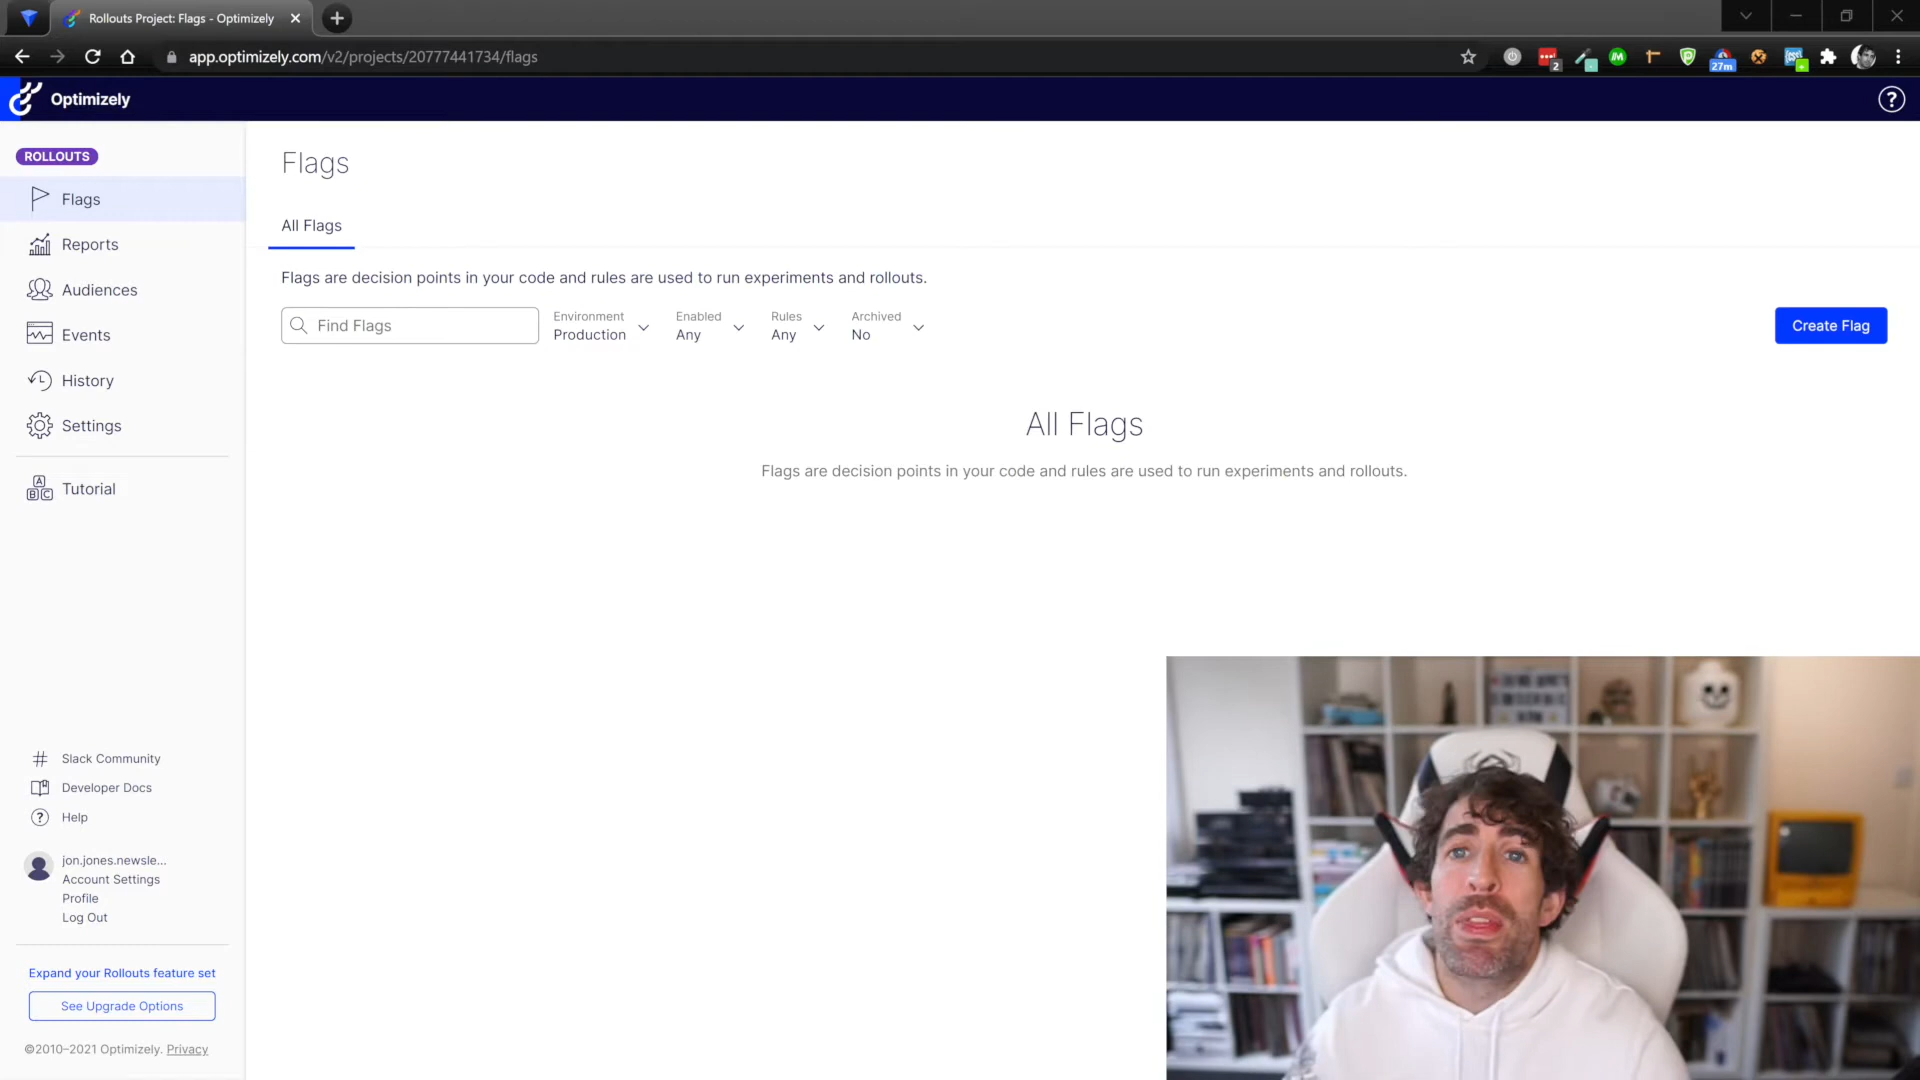 Rollouts Project: Flags - Optimizely
app.optimizely.com/v2/projects/20777441734/flags
2
27m
Optimizely
ROLLOUTS
Flags
Reports
Audiences
Events
History
Settings
Tutorial
Flags
All Flags
Flags are decision points in your code and rules are used to run experiments and rollouts.
Find Flags
Environment
Production
Enabled
Any
Rules
Any
Archived
No
Create Flag
All Flags
Flags are decision points in your code and rules are used to run experiments and rollouts.
Slack Community
Developer Docs
Help
jon.jones.newsle...
Account Settings
Profile
Log Out
Expand your Rollouts feature set
See Upgrade Options
©2010–2021 Optimizely. Privacy